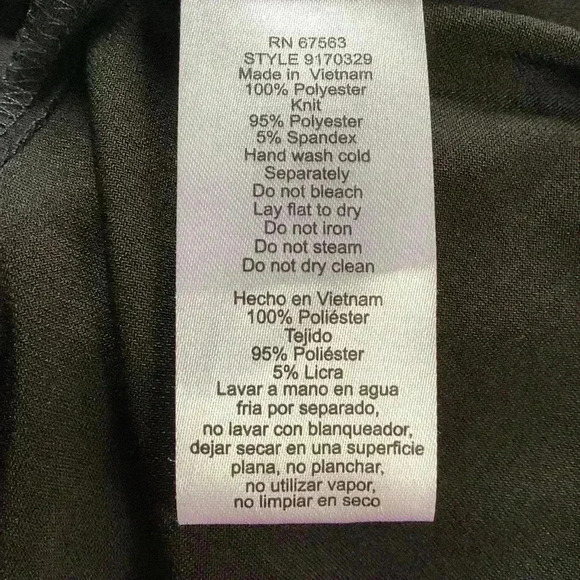 RN 67563
STYLE 9170329
Made in Vietnam
100% Polyester
Knit
95% Polyester
5% Spandex
Hand wash cold
Separately
Do not bleach
Lay flat to dry
Do not iron
Do not steam
Do not dry clean
Hecho en Vietnam
100% Poliéster
Tejido
95% Poliéster
5% Licra
Lavar a mano en agua
fria por separado,
no lavar con blanqueador,
dejar secar en una superficie
plana, no planchar,
no utilizar vapor,
no limpiar en seco